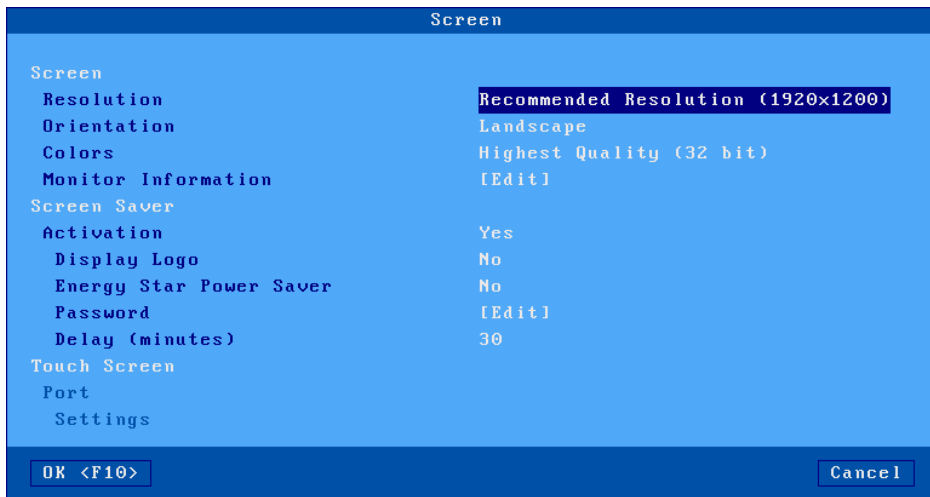 Screen
Screen
Resolution Recommended Resolution (1920x1200)
Orientation Landscape
Colors Highest Quality (32 bit)
Monitor Information [Edit]
Screen Saver
Activation Yes
Display Logo No
Energy Star Power Saver No
Password [Edit]
Delay (minutes) 30
Touch Screen
Port
Settings
OK <F10> Cancel